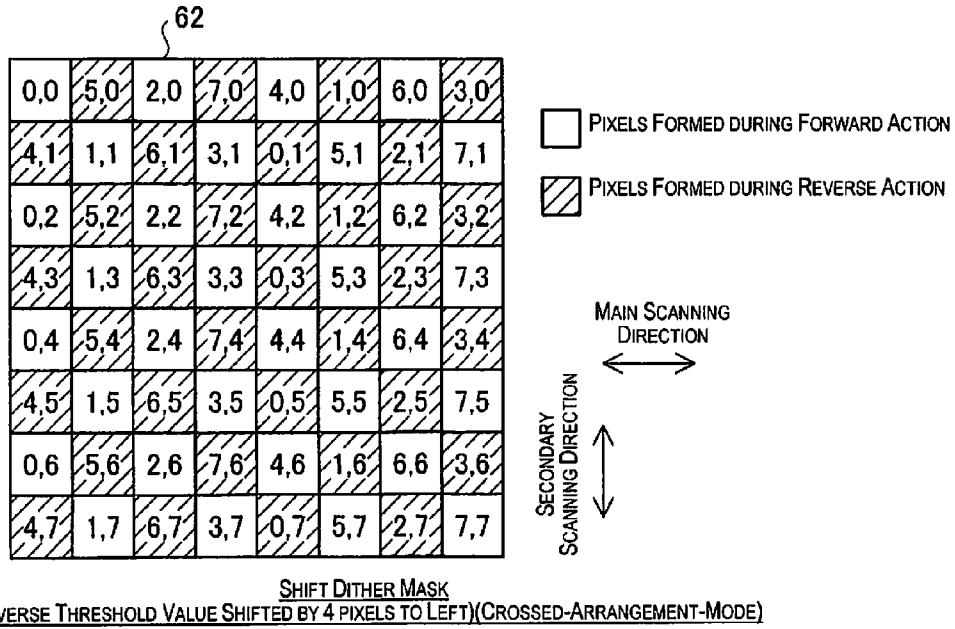 62
0,0 5,0 2,0 7,0 4,0 1,0 6,0 3,0
4,1 1,1 6,1 3,1 0,1 5,1 2,1 7,1
0,2 5,2 2,2 7,2 4,2 1,2 6,2 3,2
4,3 1,3 6,3 3,3 0,3 5,3 2,3 7,3
0,4 5,4 2,4 7,4 4,4 1,4 6,4 3,4
4,5 1,5 6,5 3,5 0,5 5,5 2,5 7,5
0,6 5,6 2,6 7,6 4,6 1,6 6,6 3,6
4,7 1,7 6,7 3,7 0,7 5,7 2,7 7,7
PIXELS FORMED DURING FORWARD ACTION
PIXELS FORMED DURING REVERSE ACTION
MAIN SCANNING
DIRECTION
SECONDARY
SCANNING DIRECTION
SHIFT DITHER MASK
VERSE THRESHOLD VALUE SHIFTED BY 4 PIXELS TO LEFT)(CROSSED-ARRANGEMENT-MODE)